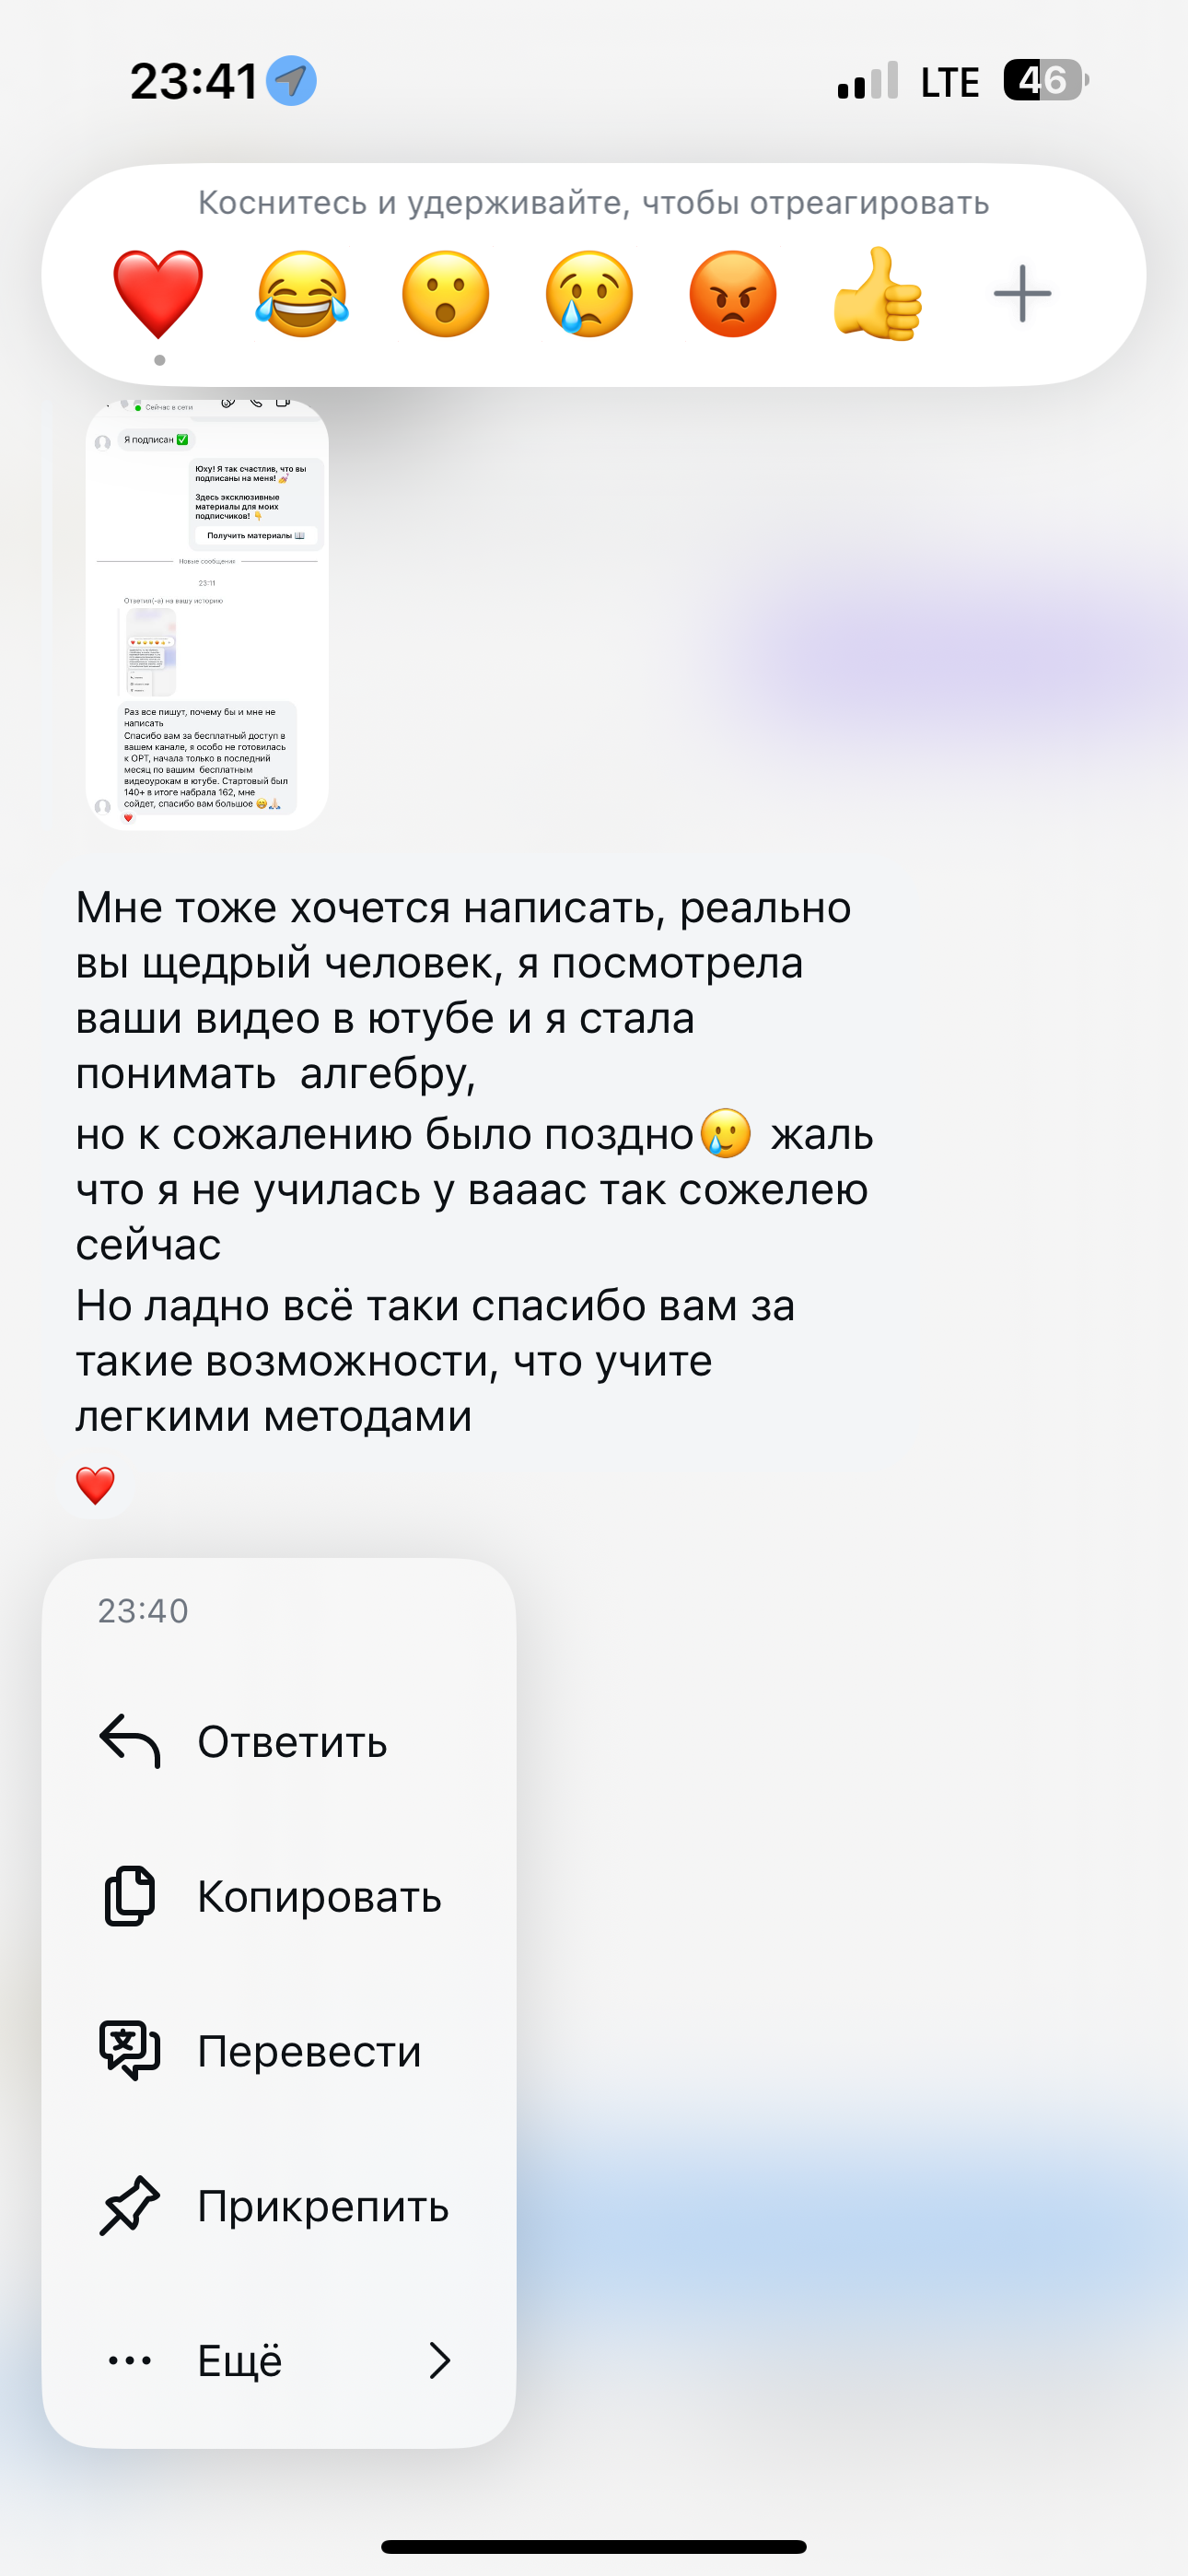 23:41
LTE
46
Коснитесь и удерживайте, чтобы отреагировать
Сейчас в сети
Я подписан ✅
Юху! Я так счастлив, что вы
подписаны на меня! 💅
Здесь эксклюзивные
материалы для моих
подписчиков! 👇
Получить материалы 📖
Новые сообщения
23:11
Ответил(-а) на вашу историю
Раз все пишут, почему бы и мне не
написать
Спасибо вам за бесплатный доступ в
вашем канале, я особо не готовилась
к ОРТ, начала только в последний
месяц по вашим  бесплатным
видеоурокам в ютубе. Стартовый был
140+ в итоге набрала 162, мне
сойдет, спасибо вам большое 😄🙏🏻
❤️
Мне тоже хочется написать, реально
вы щедрый человек, я посмотрела
ваши видео в ютубе и я стала
понимать  алгебру,
но к сожалению было поздно🥲 жаль
что я не училась у вааас так сожелею
сейчас
Но ладно всё таки спасибо вам за
такие возможности, что учите
легкими методами
❤️
23:40
Ответить
Копировать
Перевести
Прикрепить
Ещё